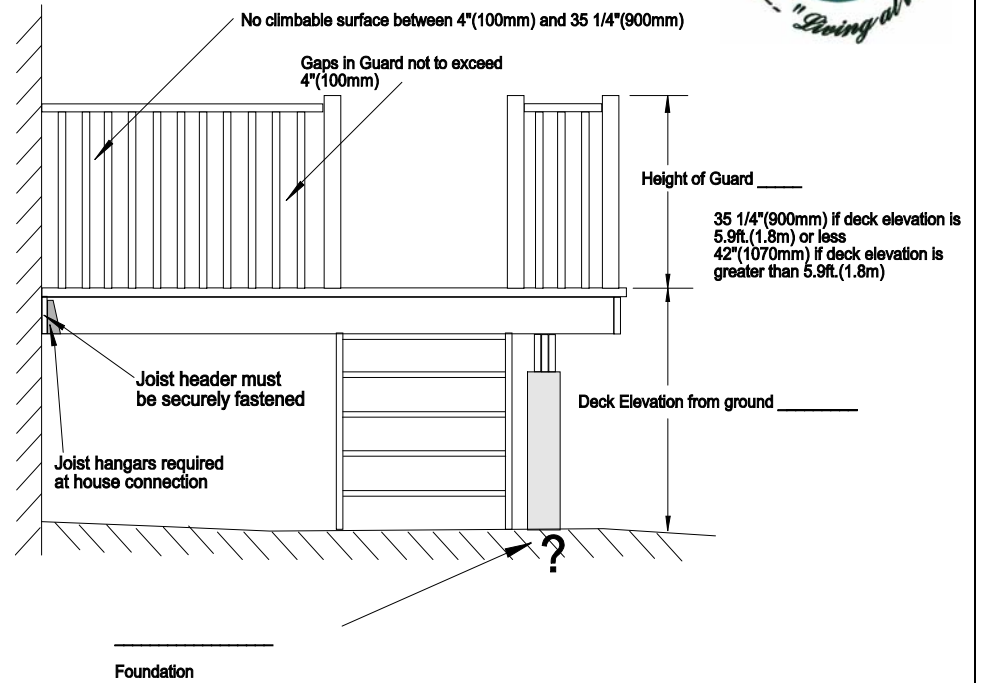 No climbable surface between 4"(100mm) and 35 1/4"(900mm)
"Living at
Gaps in Guard not to exceed
4"(100mm)
Height of Guard _____
35 1/4"(900mm) if deck elevation is
5.9ft.(1.8m) or less
42"(1070mm) if deck elevation is
greater than 5.9ft.(1.8m)
Joist header must
be securely fastened
Deck Elevation from ground _________
Joist hangars required
at house connection
?
__________________
Foundation